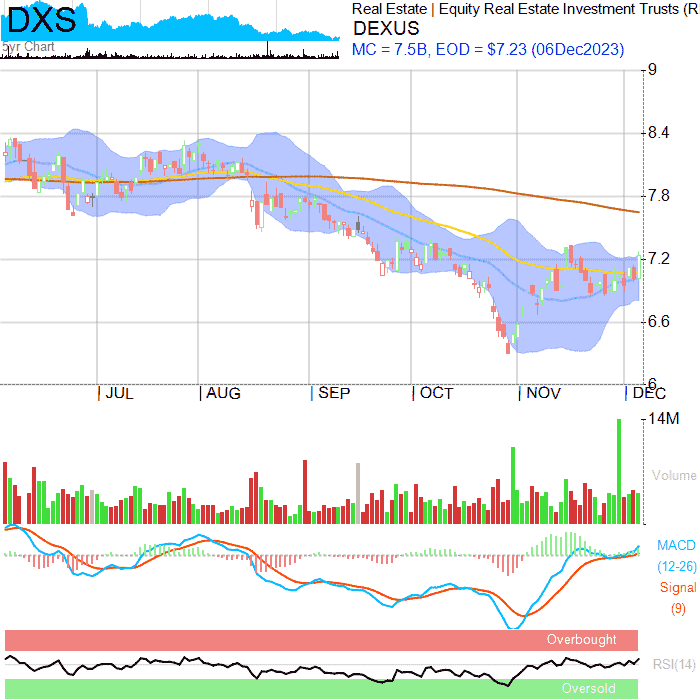 DXS
5yr Chart
Real Estate | Equity Real Estate Investment Trusts (R
DEXUS
MC = 7.5B, EOD = $7.23 (06Dec2023)
9
8.4
7.8
7.2
6.6
6
JUL AUG SEP OCT NOV DEC
14M
Volume
MACD
(12-26)
Signal
(9)
Overbought
RSI(14)
Oversold